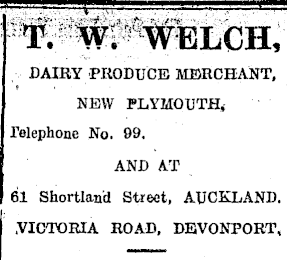 T. W. WELCH,
DAIRY PRODUCE MERCHANT,
NEW PLYMOUTH,
Telephone No. 99.
AND AT
61 Shortland Street, AUCKLAND.
VICTORIA ROAD, DEVONPORT,